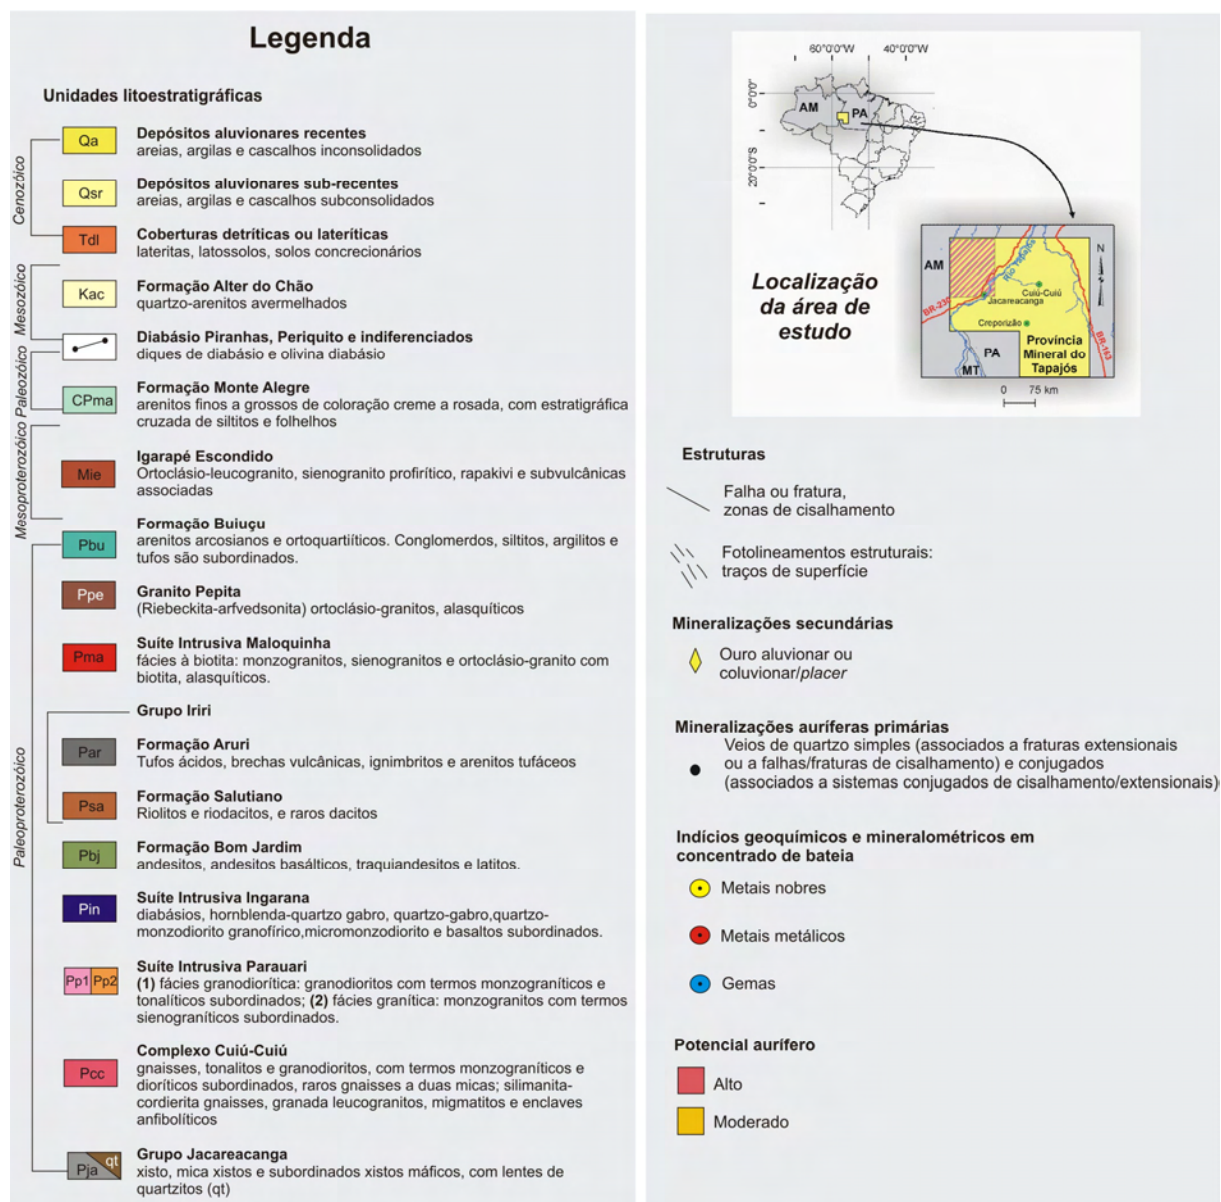 Legenda
Unidades litoestratigráficas
Cenozóico
Qa
Depósitos aluvionares recentes
areias, argilas e cascalhos inconsolidados
Qsr
Depósitos aluvionares sub-recentes
areias, argilas e cascalhos subconsolidados
Tdl
Coberturas detríticas ou lateríticas
lateritas, latossolos, solos concrecionários
Mesozóico
Kac
Formação Alter do Chão
quartzo-arenitos avermelhados
Diabásio Piranhas, Periquito e indiferenciados
diques de diabásio e olivina diabásio
Paleozóico
CPma
Formação Monte Alegre
arenitos finos a grossos de coloração creme a rosada, com estratigráfica
cruzada de siltitos e folhelhos
Mesoproterozóico
Mie
Igarapé Escondido
Ortoclásio-leucogranito, sienogranito profirítico, rapakivi e subvulcânicas
associadas
Paleoproterozóico
Pbu
Formação Buiuçu
arenitos arcosianos e ortoquartiíticos. Conglomerdos, siltitos, argilitos e
tufos são subordinados.
Ppe
Granito Pepita
(Riebeckita-arfvedsonita) ortoclásio-granitos, alasquíticos
Pma
Suíte Intrusiva Maloquinha
fácies à biotita: monzogranitos, sienogranitos e ortoclásio-granito com
biotita, alasquíticos.
Grupo Iriri
Par
Formação Aruri
Tufos ácidos, brechas vulcânicas, ignimbritos e arenitos tufáceos
Psa
Formação Salutiano
Riolitos e riodacitos, e raros dacitos
Pbj
Formação Bom Jardim
andesitos, andesitos basálticos, traquiandesitos e latitos.
Pin
Suíte Intrusiva Ingarana
diabásios, hornblenda-quartzo gabro, quartzo-gabro,quartzo-
monzodiorito granofírico,micromonzodiorito e basaltos subordinados.
Pp1 Pp2
Suíte Intrusiva Parauari
(1) fácies granodiorítica: granodioritos com termos monzograníticos e
tonalíticos subordinados; (2) fácies granítica: monzogranitos com termos
sienograníticos subordinados.
Pcc
Complexo Cuiú-Cuiú
gnaisses, tonalitos e granodioritos, com termos monzograníticos e
dioríticos subordinados, raros gnaisses a duas micas; silimanita-
cordierita gnaisses, granada leucogranitos, migmatitos e enclaves
anfibolíticos
Pja qt
Grupo Jacareacanga
xisto, mica xistos e subordinados xistos máficos, com lentes de
quartzitos (qt)
60°0'0"W 40°0'0"W
0°0'0"
20°0'0"S
AM
PA
Localização
da área de
estudo
AM
N
Rio Tapajós
Cuiú-Cuiú
Jacareacanga
BR-230
Creporizão
BR-163
Província
Mineral do
Tapajós
PA
MT
0 75 km
Estruturas
Falha ou fratura,
zonas de cisalhamento
Fotolineamentos estruturais:
traços de superfície
Mineralizações secundárias
Ouro aluvionar ou
coluvionar/placer
Mineralizações auríferas primárias
Veios de quartzo simples (associados a fraturas extensionais
ou a falhas/fraturas de cisalhamento) e conjugados
(associados a sistemas conjugados de cisalhamento/extensionais)
Indícios geoquímicos e mineralométricos em
concentrado de bateia
Metais nobres
Metais metálicos
Gemas
Potencial aurífero
Alto
Moderado